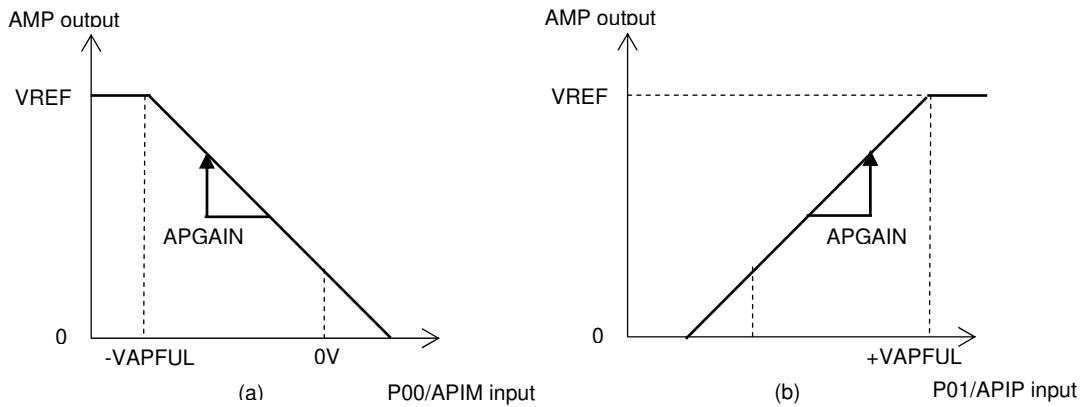 AMP output
VREF
APGAIN
0
-VAPFUL
0V
(a)
P00/APIM input
AMP output
VREF
APGAIN
0
+VAPFUL
(b)
P01/APIP input